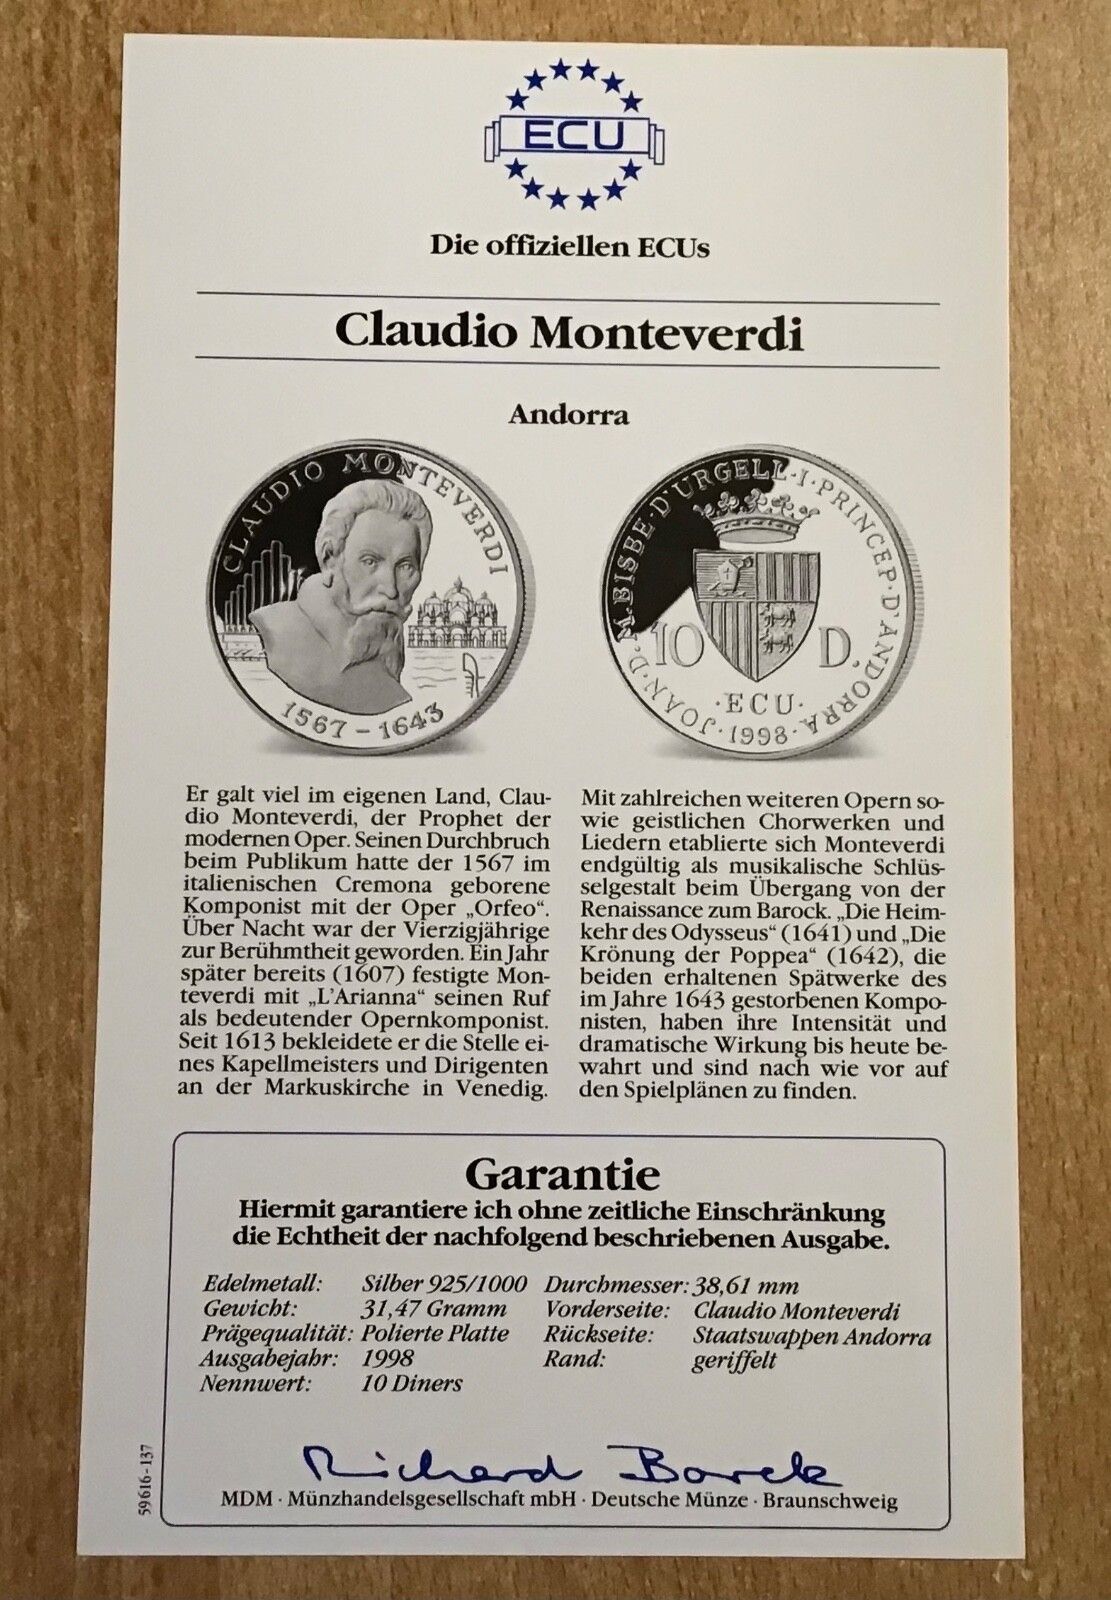 ECU
Die offiziellen ECUs
Claudio Monteverdi
Andorra
CLAUDIO MONTEVERDI
1567 – 1643
JOAN·D·M·BISBE·D'URGELL·I·PRINCEP·D'ANDORRA
10 D.
·ECU·
·1998·
Er galt viel im eigenen Land, Clau-
dio Monteverdi, der Prophet der
modernen Oper. Seinen Durchbruch
beim Publikum hatte der 1567 im
italienischen Cremona geborene
Komponist mit der Oper „Orfeo“.
Über Nacht war der Vierzigjährige
zur Berühmtheit geworden. Ein Jahr
später bereits (1607) festigte Mon-
teverdi mit „L'Arianna“ seinen Ruf
als bedeutender Opernkomponist.
Seit 1613 bekleidete er die Stelle ei-
nes Kapellmeisters und Dirigenten
an der Markuskirche in Venedig.
Mit zahlreichen weiteren Opern so-
wie geistlichen Chorwerken und
Liedern etablierte sich Monteverdi
endgültig als musikalische Schlüs-
selgestalt beim Übergang von der
Renaissance zum Barock. „Die Heim-
kehr des Odysseus“ (1641) und „Die
Krönung der Poppea“ (1642), die
beiden erhaltenen Spätwerke des
im Jahre 1643 gestorbenen Kompo-
nisten, haben ihre Intensität und
dramatische Wirkung bis heute be-
wahrt und sind nach wie vor auf
den Spielplänen zu finden.
Garantie
Hiermit garantiere ich ohne zeitliche Einschränkung
die Echtheit der nachfolgend beschriebenen Ausgabe.
Edelmetall: Silber 925/1000 Durchmesser: 38,61 mm
Gewicht: 31,47 Gramm Vorderseite: Claudio Monteverdi
Prägequalität: Polierte Platte Rückseite: Staatswappen Andorra
Ausgabejahr: 1998 Rand: geriffelt
Nennwert: 10 Diners
Richard Borek
MDM · Münzhandelsgesellschaft mbH · Deutsche Münze · Braunschweig
59616-137